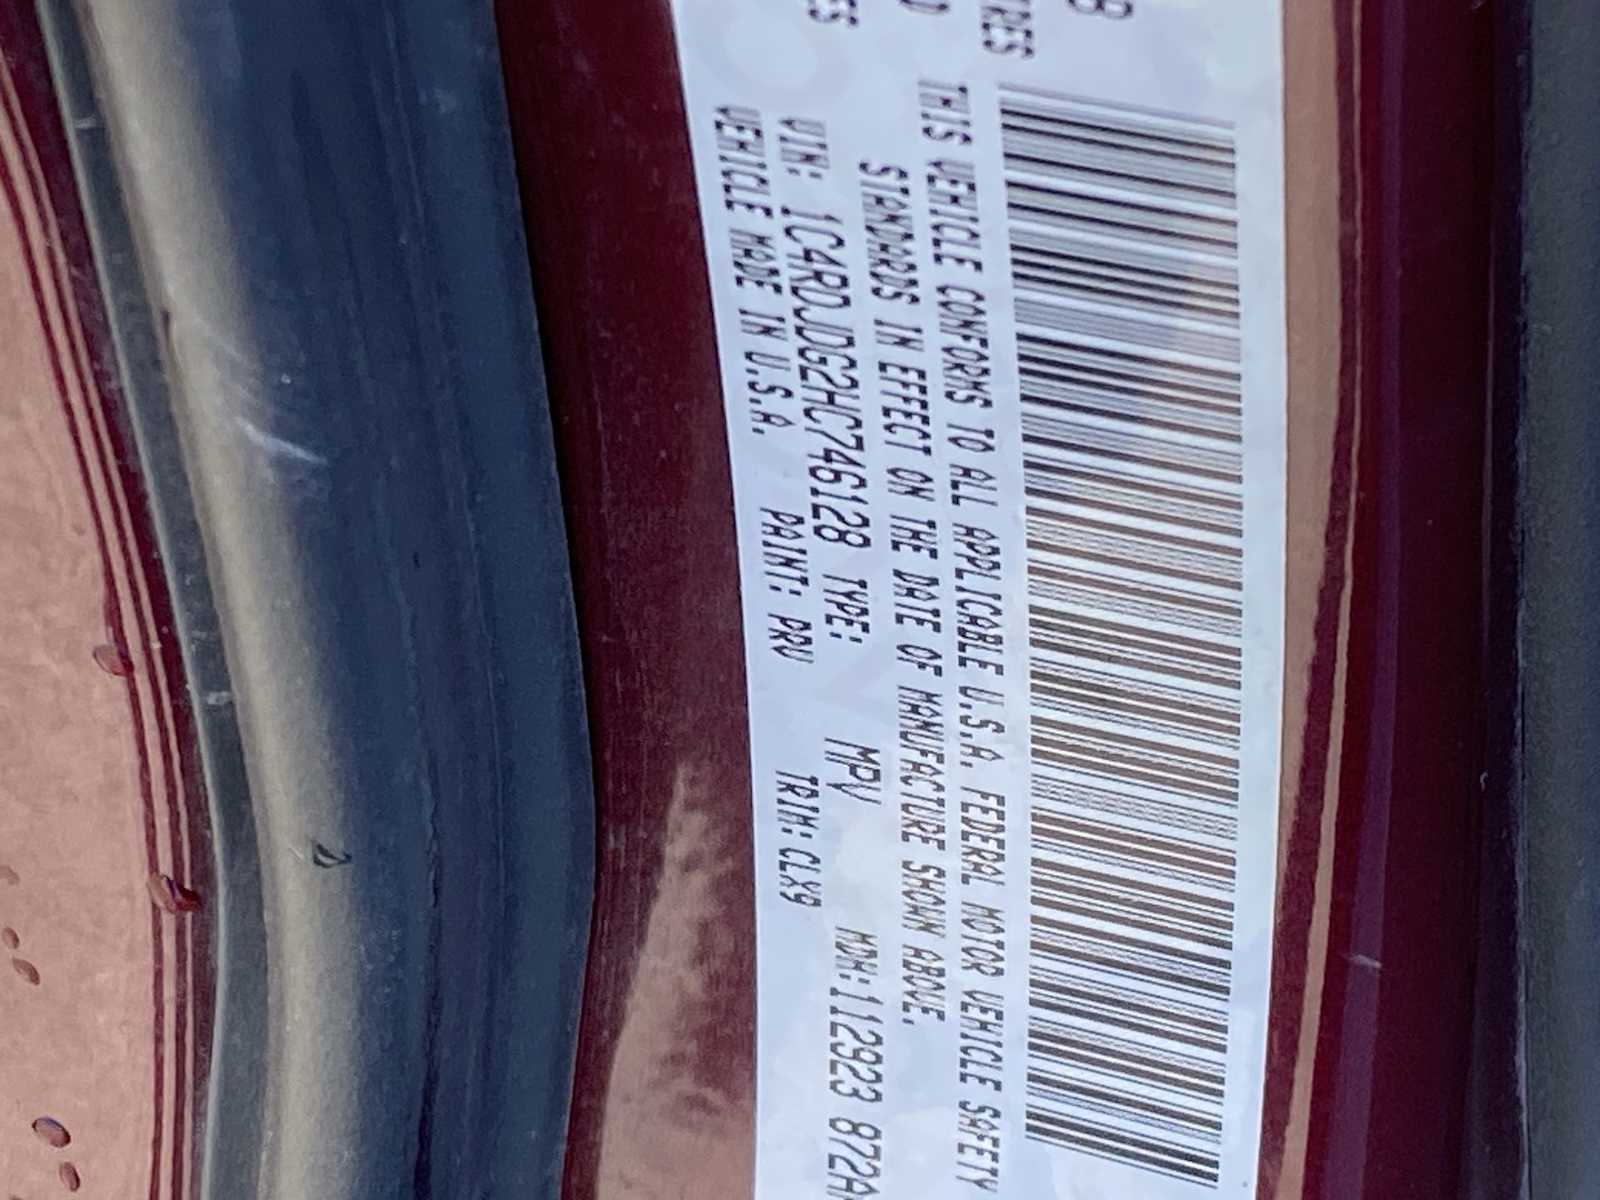 THIS VEHICLE CONFORMS TO ALL APPLICABLE U.S.A. FEDERAL MOTOR VEHICLE SAFETY
STANDARDS IN EFFECT ON THE DATE OF MANUFACTURE SHOWN ABOVE.
VIN: 1C4RDJDG2HC746128 TYPE: MPV MDH:112923 872A
VEHICLE MADE IN U.S.A. PAINT: PRV TRIM: CLX9